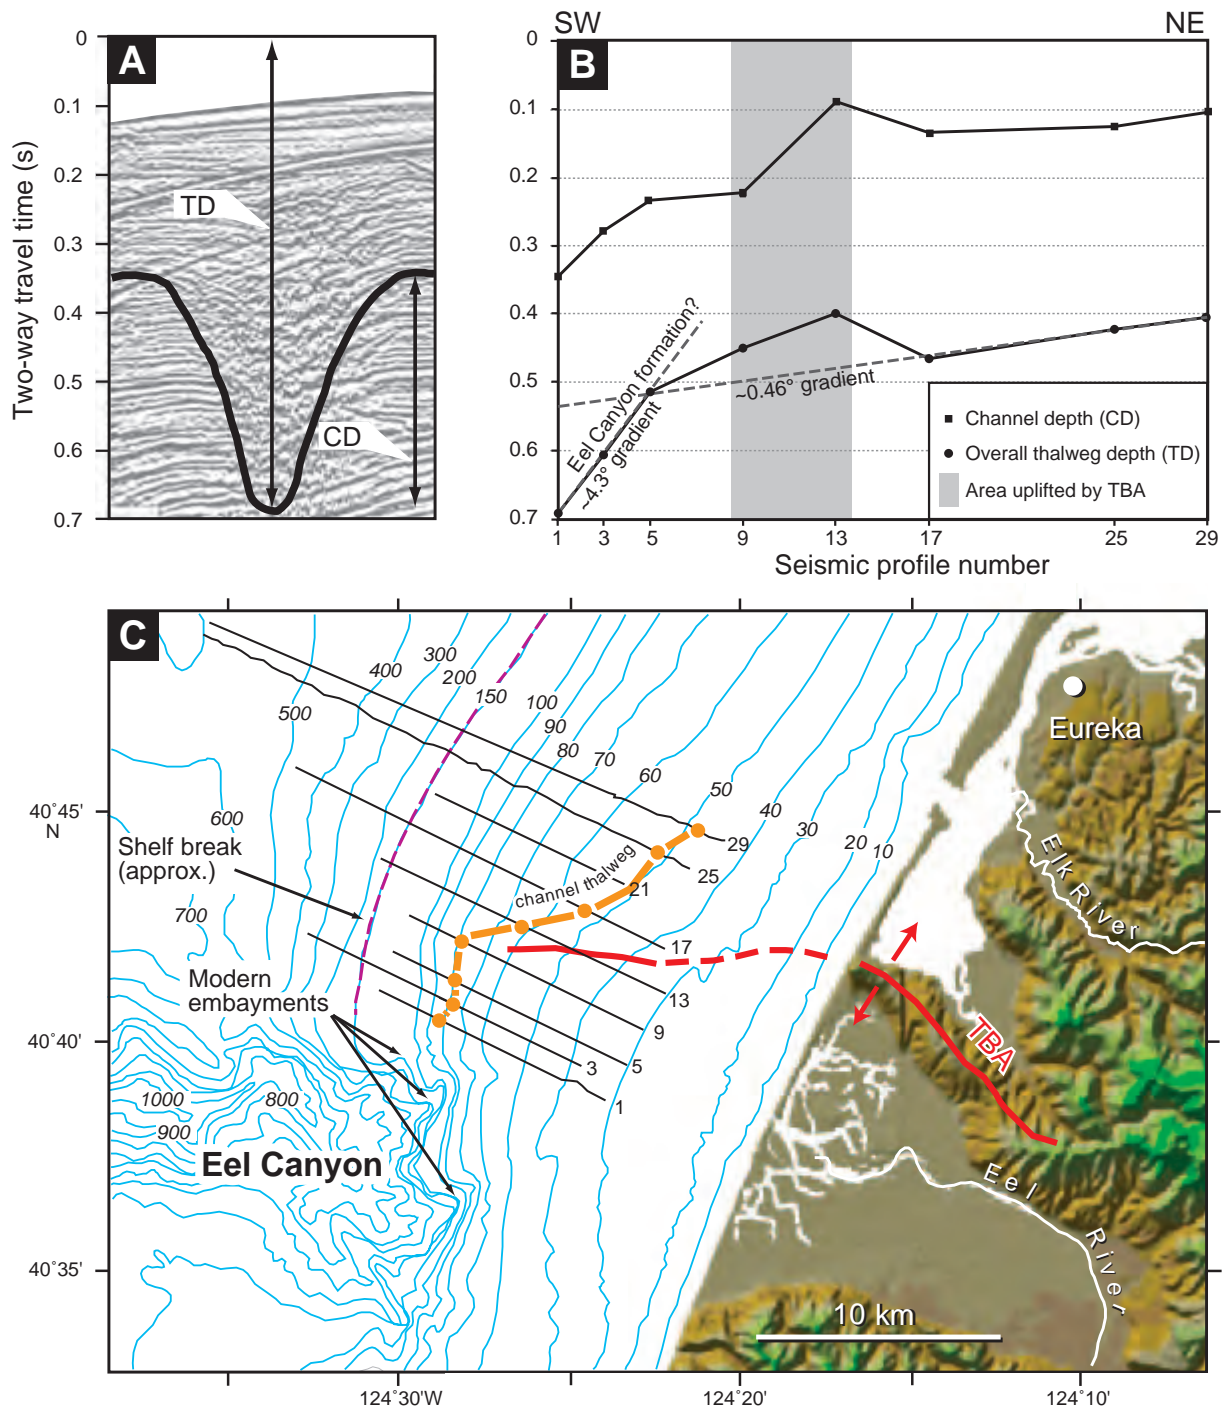 A
Two-way travel time (s)
0
0.1
0.2
0.3
0.4
0.5
0.6
0.7
TD
CD
SW
NE
B
0
0.1
0.2
0.3
0.4
0.5
0.6
0.7
Eel Canyon formation?
~4.3° gradient
~0.46° gradient
Channel depth (CD)
Overall thalweg depth (TD)
Area uplifted by TBA
1
3
5
9
13
17
25
29
Seismic profile number
C
500
400
300
200
150
100
90
80
70
60
50
40
30
20
10
600
700
1000
900
800
Shelf break
(approx.)
Modern
embayments
Eel Canyon
channel thalweg
29
25
21
17
13
9
5
3
1
TBA
Eureka
Elk River
Eel River
10 km
40°45'
N
40°40'
40°35'
124°30'W
124°20'
124°10'